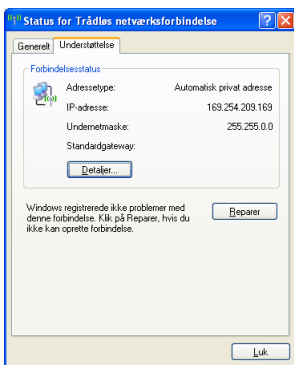 Status for Trådløs netværksforbindelse
Generelt Understøttelse
Forbindelsesstatus
Adressetype: Automatisk privat adresse
IP-adresse: 169.254.209.169
Undernetmaske: 255.255.0.0
Standardgateway:
Detaljer...
Windows registrerede ikke problemer med
denne forbindelse. Klik på Reparer, hvis du
ikke kan oprette forbindelse.
Reparer
Luk